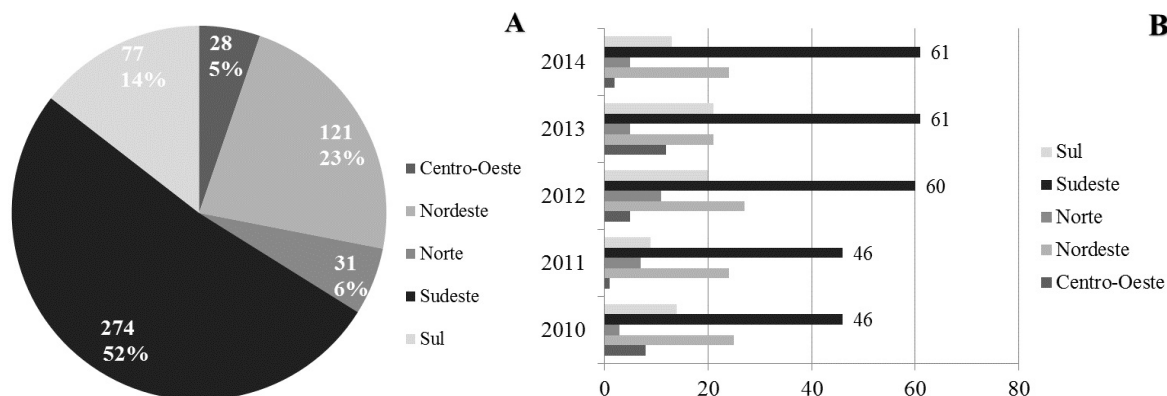 A
77
14%
28
5%
121
23%
31
6%
274
52%
Centro-Oeste
Nordeste
Norte
Sudeste
Sul
B
2014
61
2013
61
2012
60
2011
46
2010
46
0 20 40 60 80
Sul
Sudeste
Norte
Nordeste
Centro-Oeste